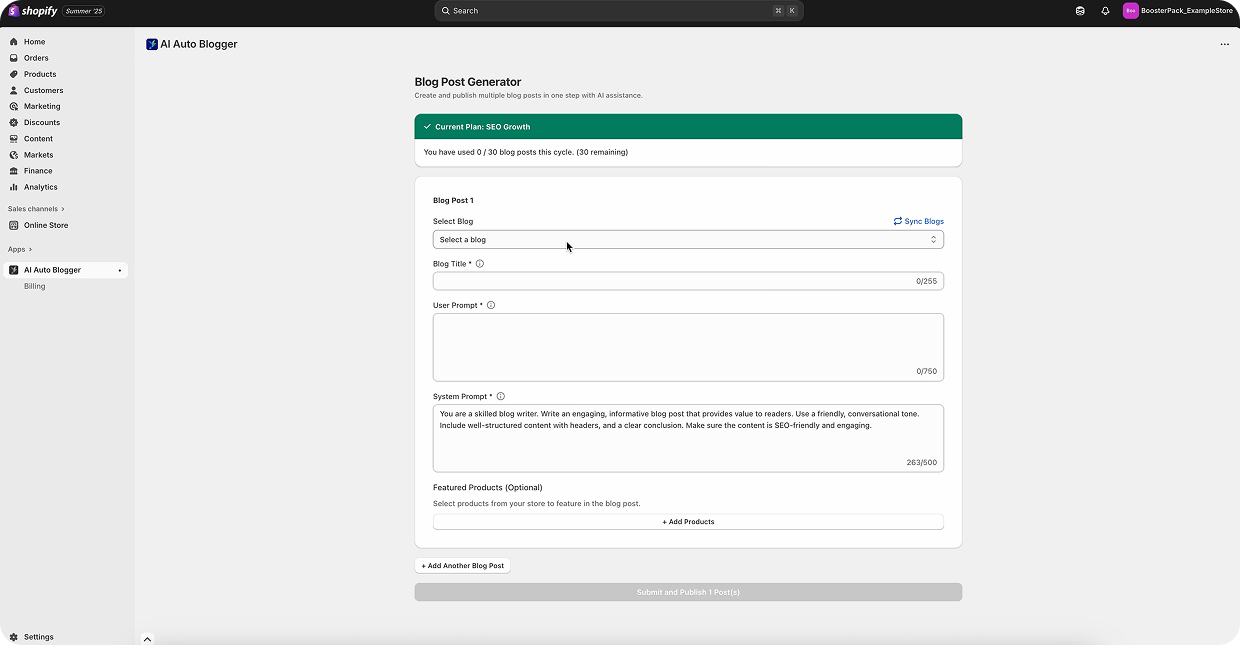 shopify Summer '25
Search ⌘ K
Boo BoosterPack_ExampleStore
Home
Orders
Products
Customers
Marketing
Discounts
Content
Markets
Finance
Analytics
Sales channels >
Online Store
Apps >
AI Auto Blogger
Billing
Settings
AI Auto Blogger
Blog Post Generator
Create and publish multiple blog posts in one step with AI assistance.
Current Plan: SEO Growth
You have used 0 / 30 blog posts this cycle. (30 remaining)
Blog Post 1
Select Blog
Sync Blogs
Select a blog
Blog Title *
0/255
User Prompt *
0/750
System Prompt *
You are a skilled blog writer. Write an engaging, informative blog post that provides value to readers. Use a friendly, conversational tone.
Include well-structured content with headers, and a clear conclusion. Make sure the content is SEO-friendly and engaging.
263/500
Featured Products (Optional)
Select products from your store to feature in the blog post.
+ Add Products
+ Add Another Blog Post
Submit and Publish 1 Post(s)